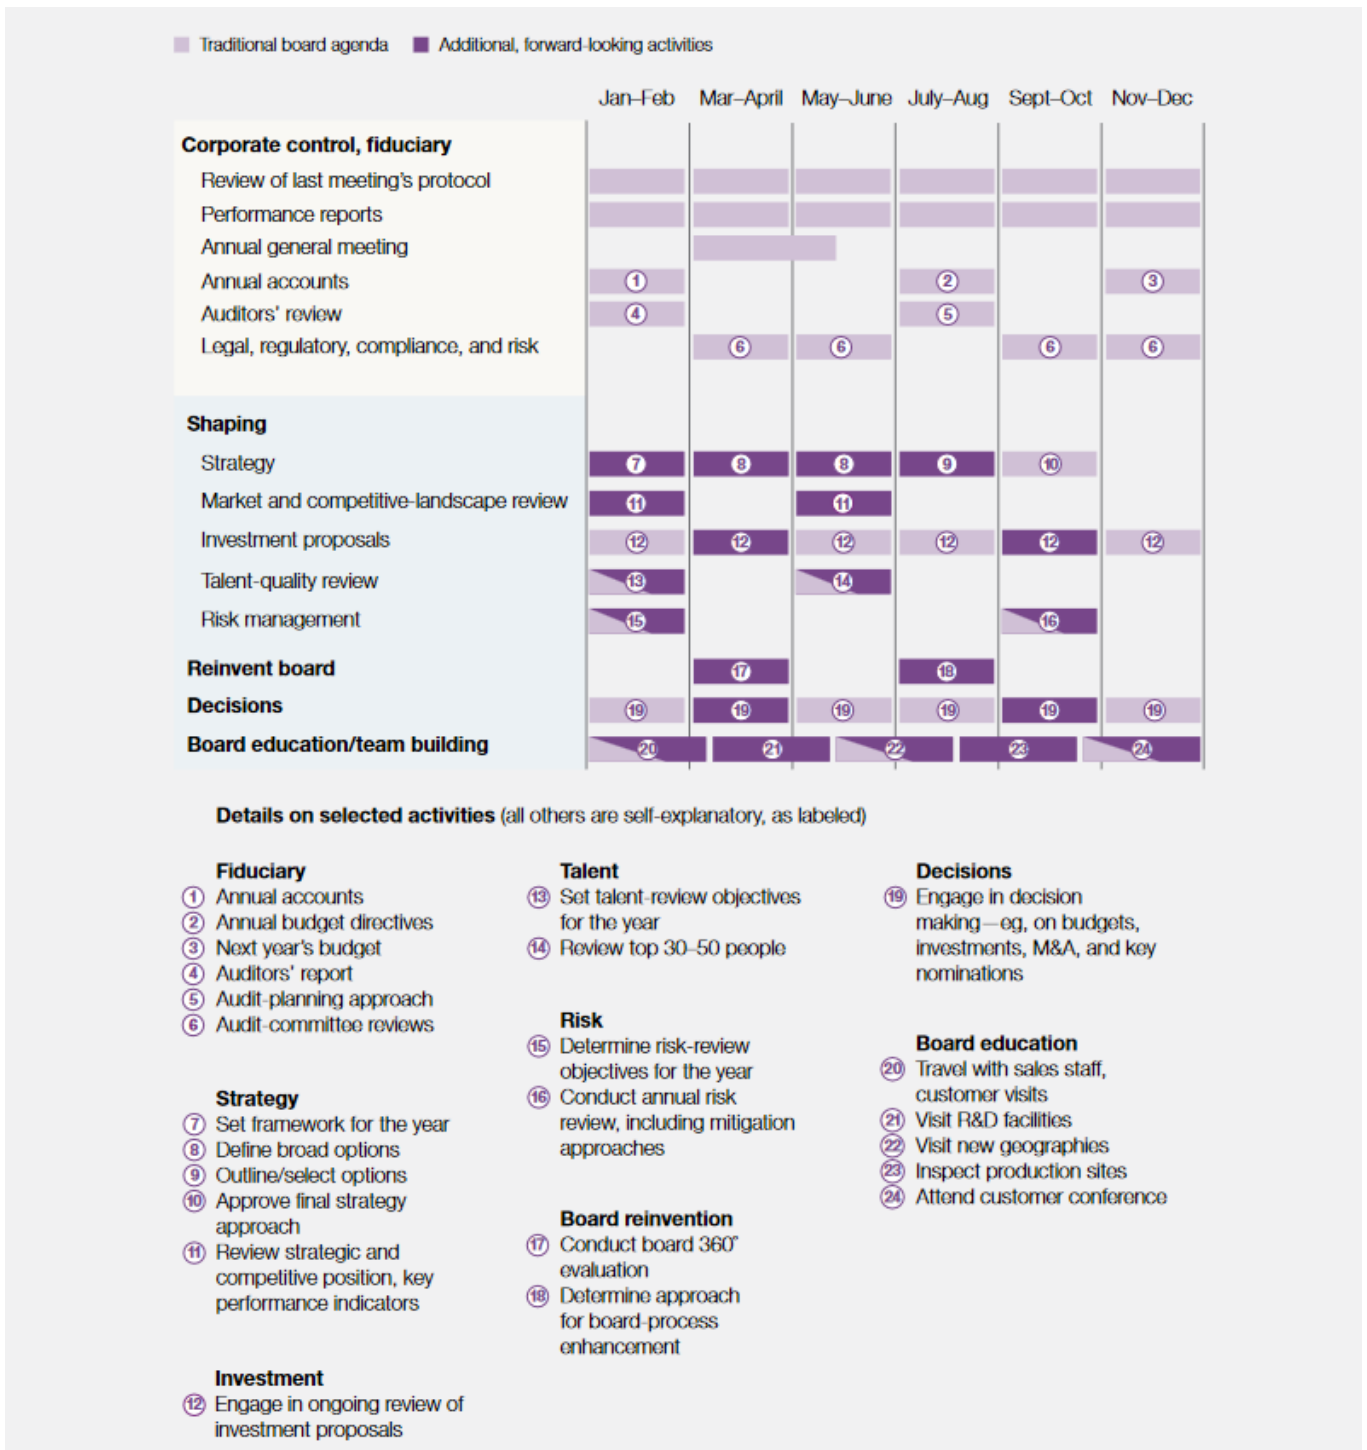 Traditional board agenda Additional, forward-looking activities
Jan–Feb Mar–April May–June July–Aug Sept–Oct Nov–Dec
Corporate control, fiduciary
Review of last meeting's protocol
Performance reports
Annual general meeting
Annual accounts 1 2 3
Auditors' review 4 5
Legal, regulatory, compliance, and risk 6 6 6 6
Shaping
Strategy 7 8 8 9 10
Market and competitive-landscape review 11 11
Investment proposals 12 12 12 12 12 12
Talent-quality review 13 14
Risk management 15 16
Reinvent board 17 18
Decisions 19 19 19 19 19 19
Board education/team building 20 21 22 23 24
Details on selected activities (all others are self-explanatory, as labeled)
Fiduciary
1 Annual accounts
2 Annual budget directives
3 Next year's budget
4 Auditors' report
5 Audit-planning approach
6 Audit-committee reviews
Strategy
7 Set framework for the year
8 Define broad options
9 Outline/select options
10 Approve final strategy
approach
11 Review strategic and
competitive position, key
performance indicators
Investment
12 Engage in ongoing review of
investment proposals
Talent
13 Set talent-review objectives
for the year
14 Review top 30–50 people
Risk
15 Determine risk-review
objectives for the year
16 Conduct annual risk
review, including mitigation
approaches
Board reinvention
17 Conduct board 360°
evaluation
18 Determine approach
for board-process
enhancement
Decisions
19 Engage in decision
making—eg, on budgets,
investments, M&A, and key
nominations
Board education
20 Travel with sales staff,
customer visits
21 Visit R&D facilities
22 Visit new geographies
23 Inspect production sites
24 Attend customer conference